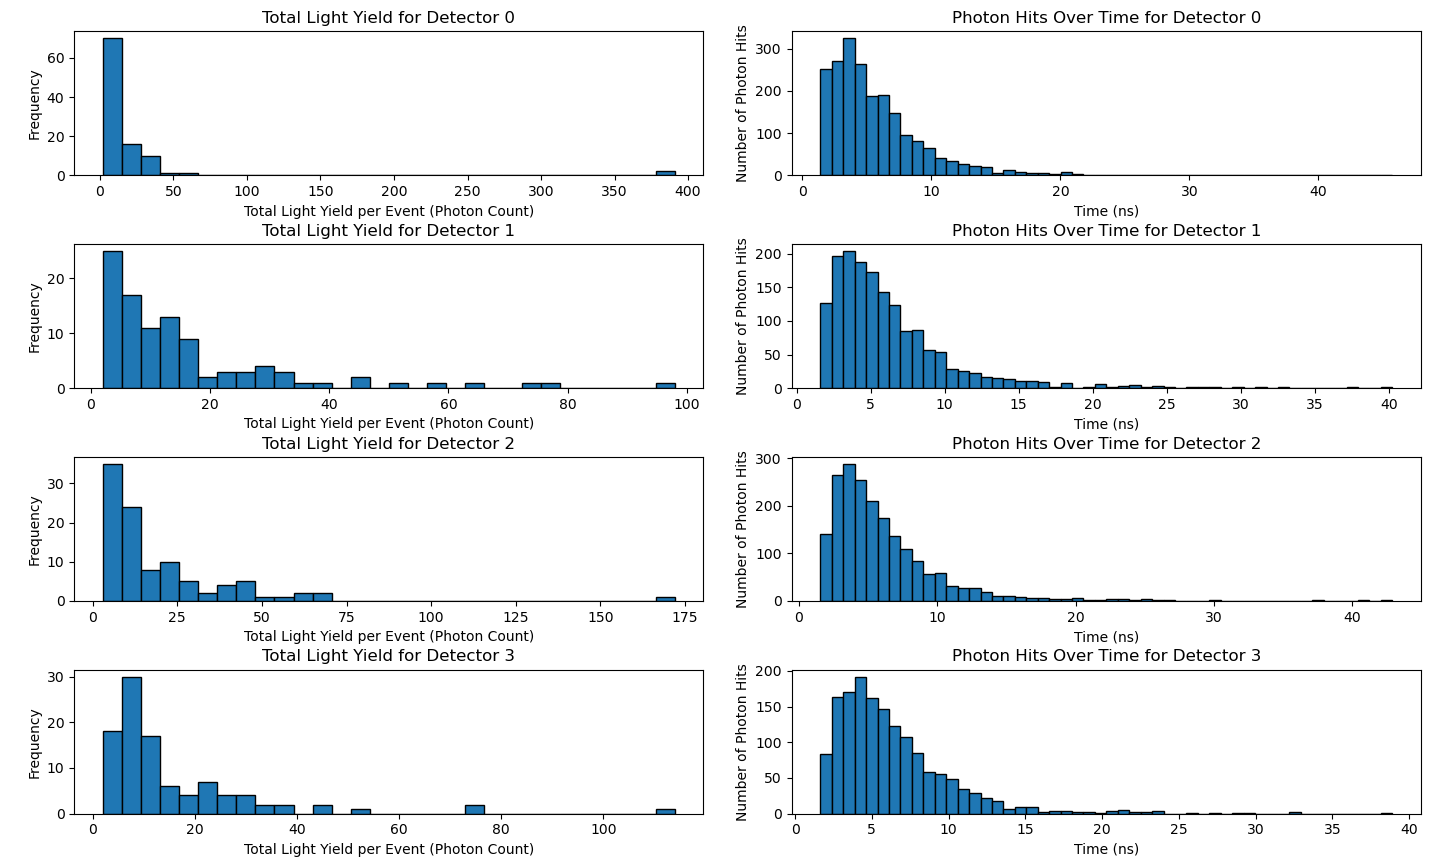 Total Light Yield for Detector 0
Frequency
60
40
20
0
0 50 100 150 200 250 300 350 400
Total Light Yield per Event (Photon Count)
Photon Hits Over Time for Detector 0
Number of Photon Hits
300
200
100
0
0 10 20 30 40
Time (ns)
Total Light Yield for Detector 1
Frequency
20
10
0
0 20 40 60 80 100
Total Light Yield per Event (Photon Count)
Photon Hits Over Time for Detector 1
Number of Photon Hits
200
150
100
50
0
0 5 10 15 20 25 30 35 40
Time (ns)
Total Light Yield for Detector 2
Frequency
30
20
10
0
0 25 50 75 100 125 150 175
Total Light Yield per Event (Photon Count)
Photon Hits Over Time for Detector 2
Number of Photon Hits
300
200
100
0
0 10 20 30 40
Time (ns)
Total Light Yield for Detector 3
Frequency
30
20
10
0
0 20 40 60 80 100
Total Light Yield per Event (Photon Count)
Photon Hits Over Time for Detector 3
Number of Photon Hits
200
150
100
50
0
0 5 10 15 20 25 30 35 40
Time (ns)